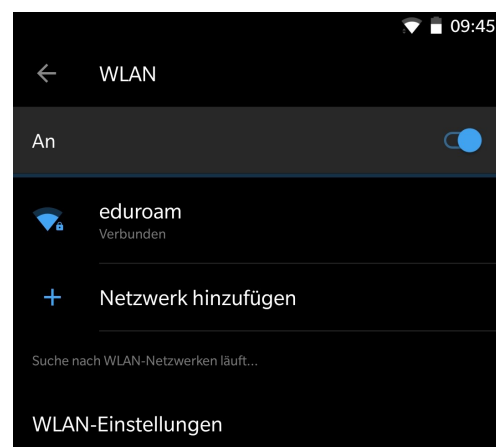 09:45
WLAN
An
eduroam
Verbunden
Netzwerk hinzufügen
Suche nach WLAN-Netzwerken läuft...
WLAN-Einstellungen